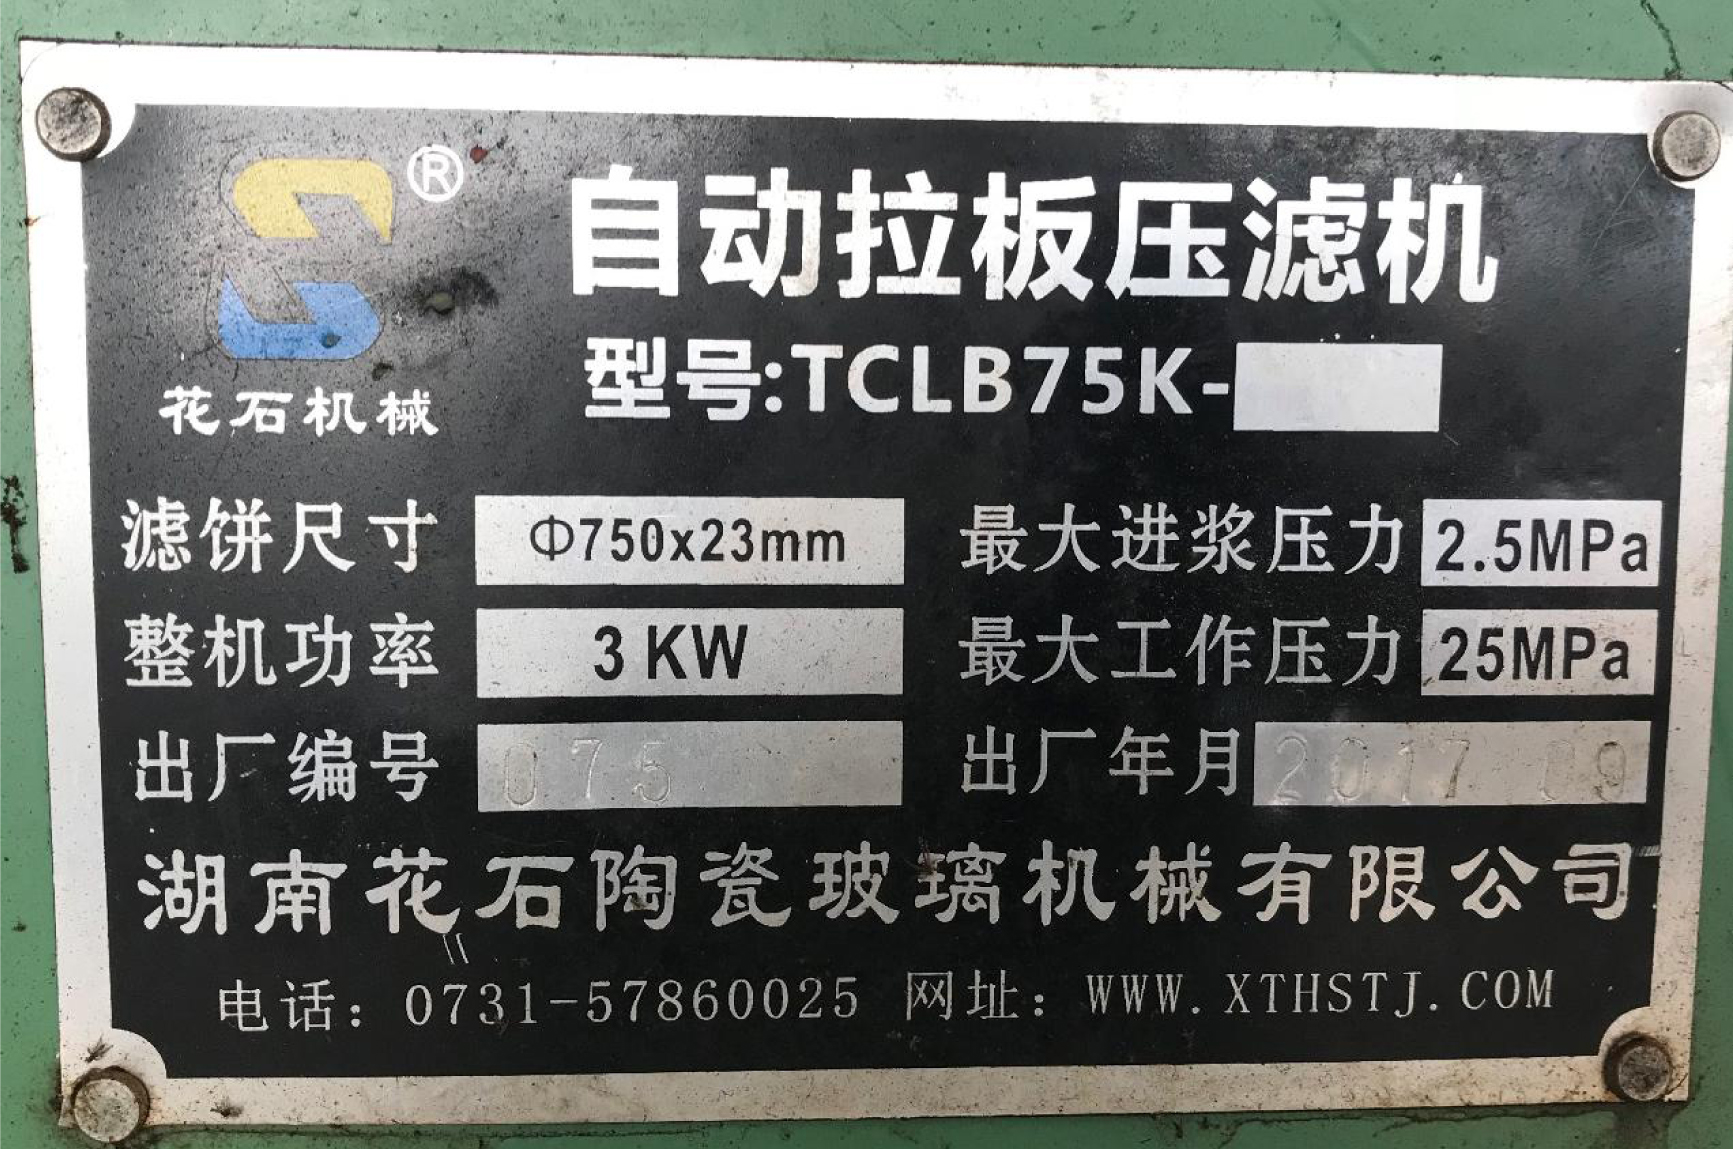 ®
自动拉板压滤机
花石机械
型号:TCLB75K-
滤饼尺寸 Φ750x23mm 最大进浆压力 2.5MPa
整机功率 3KW 最大工作压力 25MPa
出厂编号 075 出厂年月 2017 09
湖南花石陶瓷玻璃机械有限公司
电话：0731-57860025 网址：WWW.XTHSTJ.COM